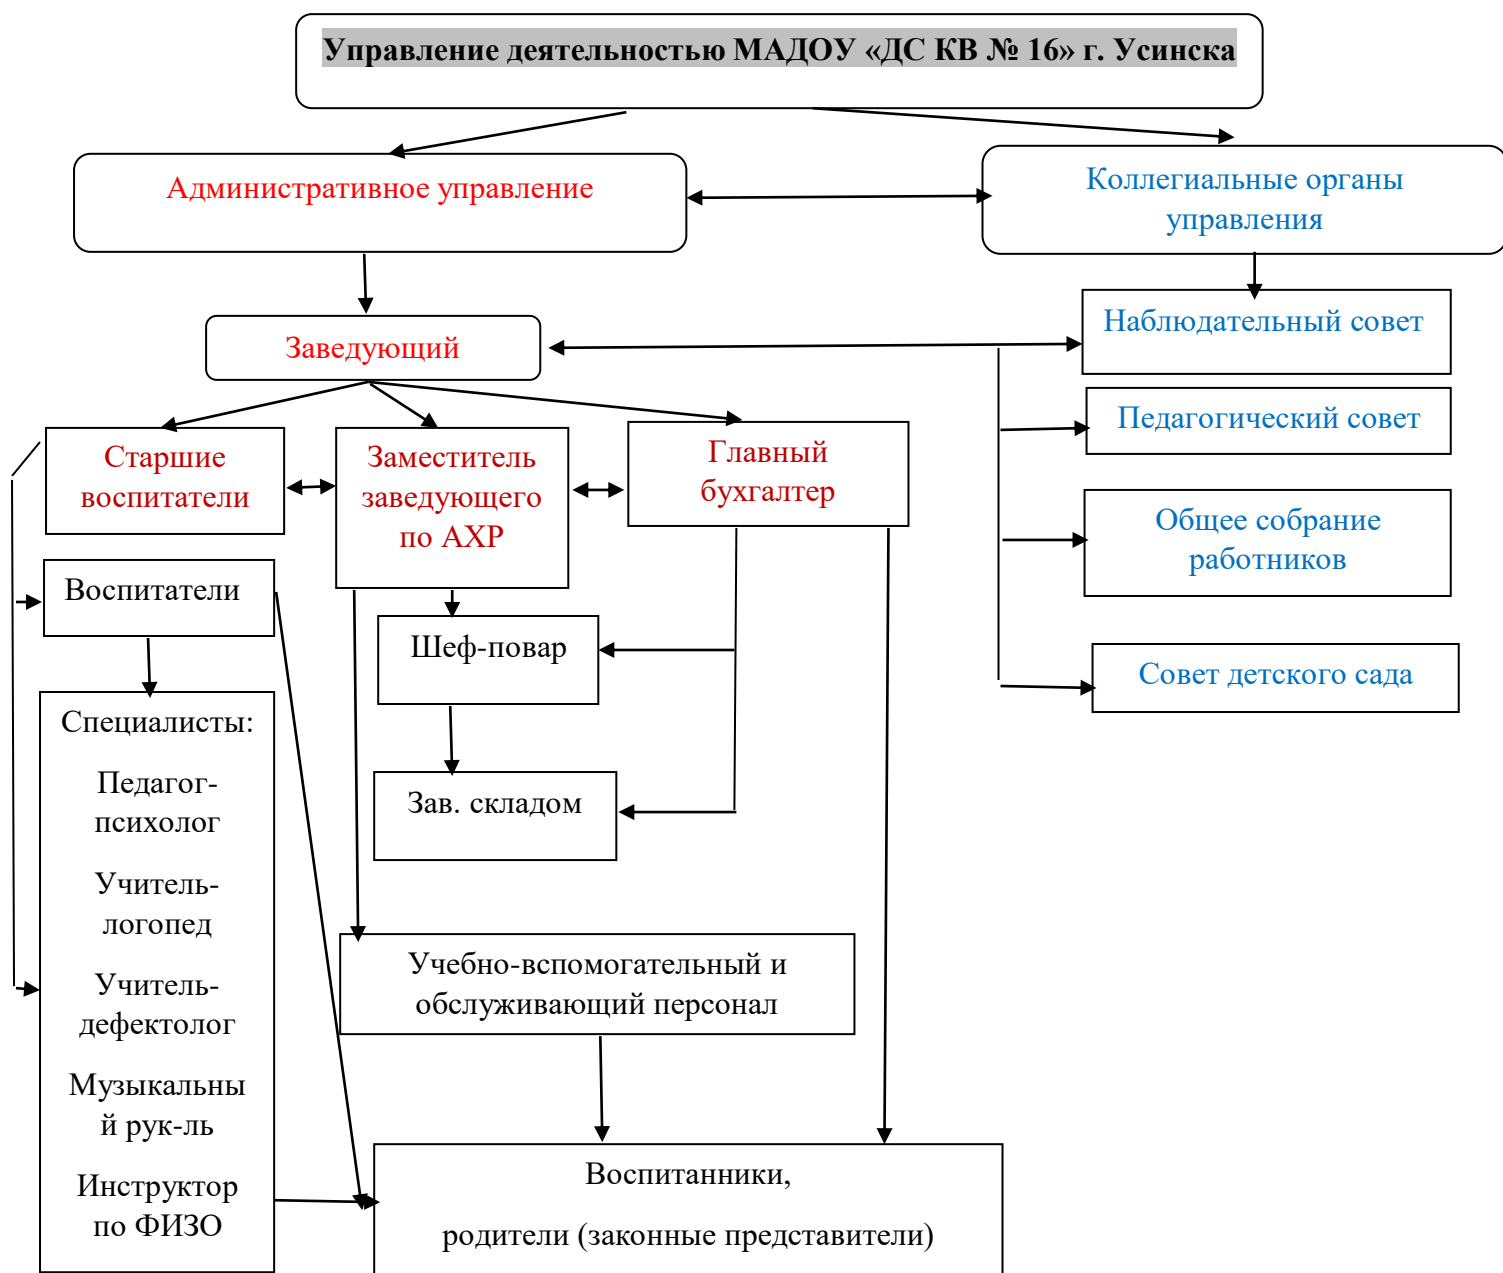 Управление деятельностью МАДОУ «ДС КВ № 16» г. Усинска
Административное управление
Коллегиальные органы
управления
Заведующий
Наблюдательный совет
Педагогический совет
Общее собрание
работников
Совет детского сада
Старшие
воспитатели
Заместитель
заведующего
по АХР
Главный
бухгалтер
Воспитатели
Шеф-повар
Зав. складом
Специалисты:
Педагог-
психолог
Учитель-
логопед
Учитель-
дефектолог
Музыкальны
й рук-ль
Инструктор
по ФИЗО
Учебно-вспомогательный и
обслуживающий персонал
Воспитанники,
родители (законные представители)